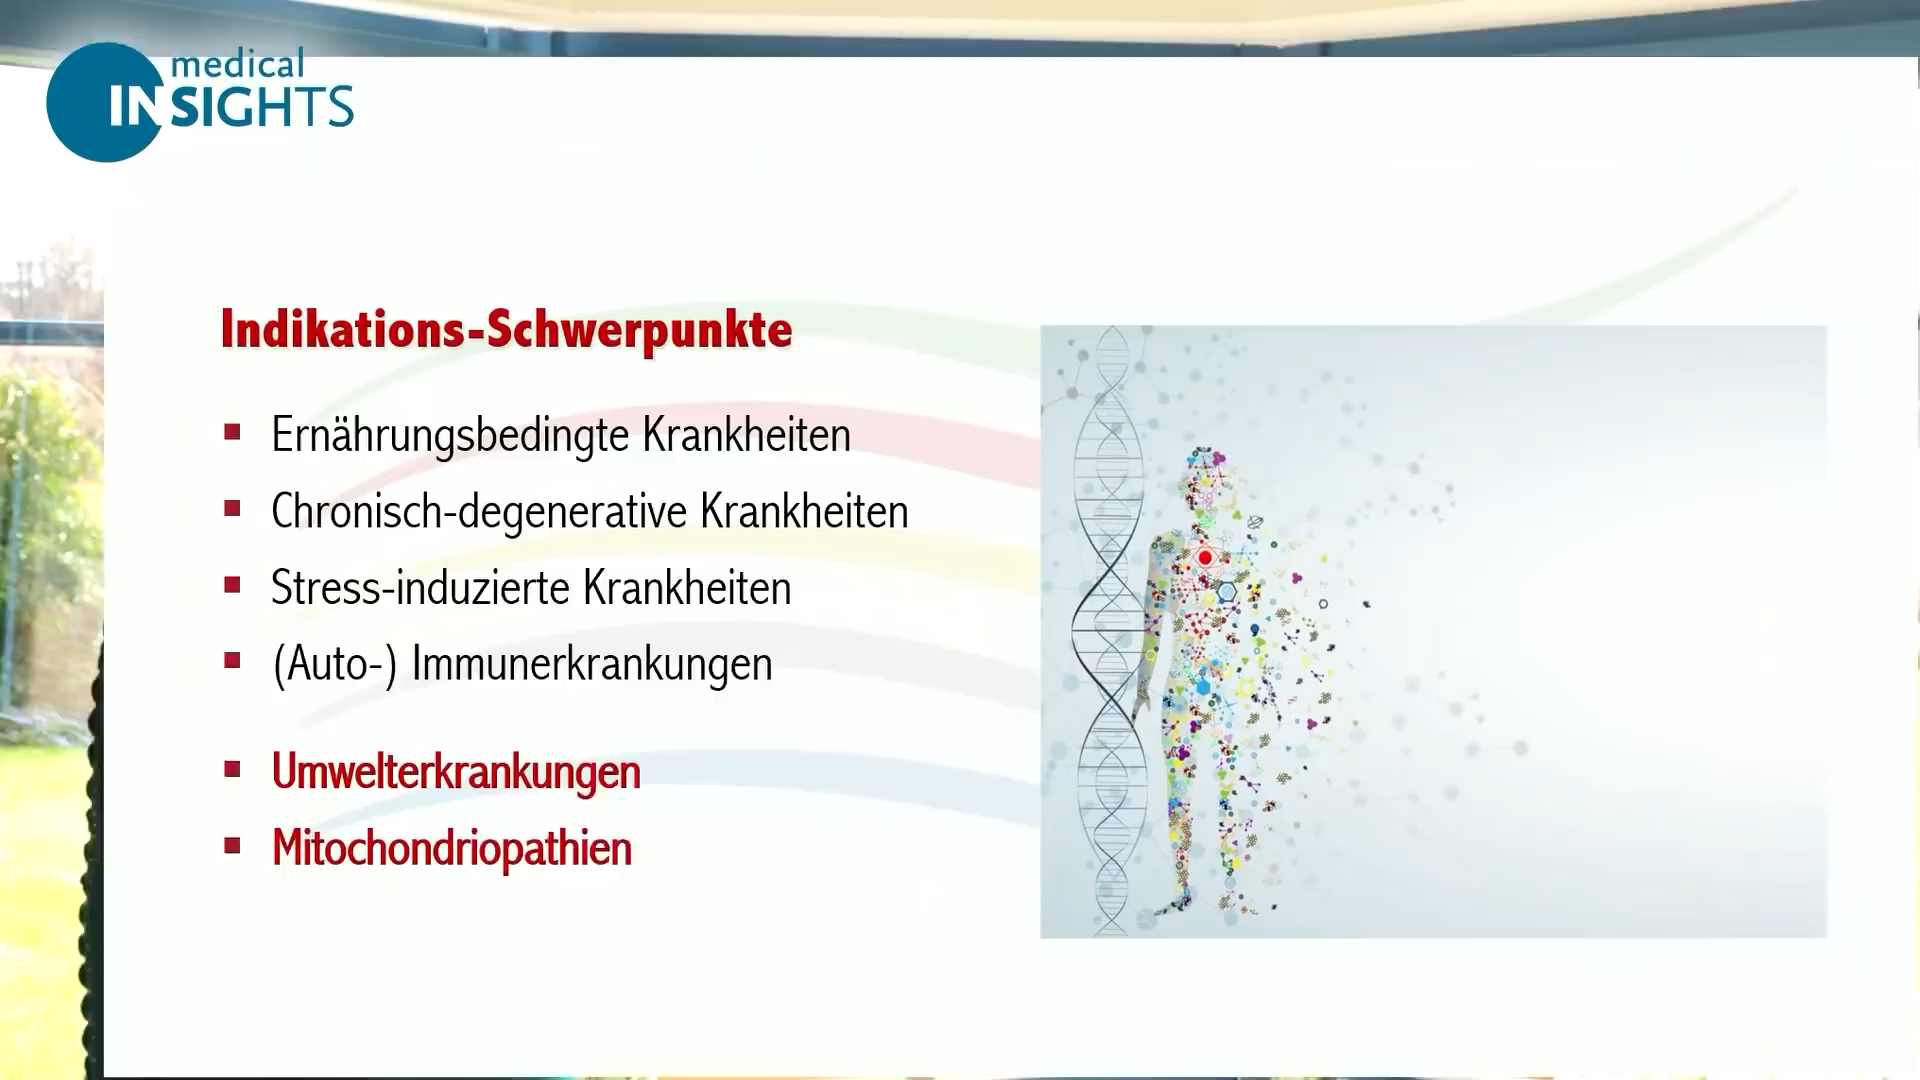 medical
INSIGHTS
Indikations-Schwerpunkte
Ernährungsbedingte Krankheiten
Chronisch-degenerative Krankheiten
Stress-induzierte Krankheiten
(Auto-) Immunerkrankungen
Umwelterkrankungen
Mitochondriopathien